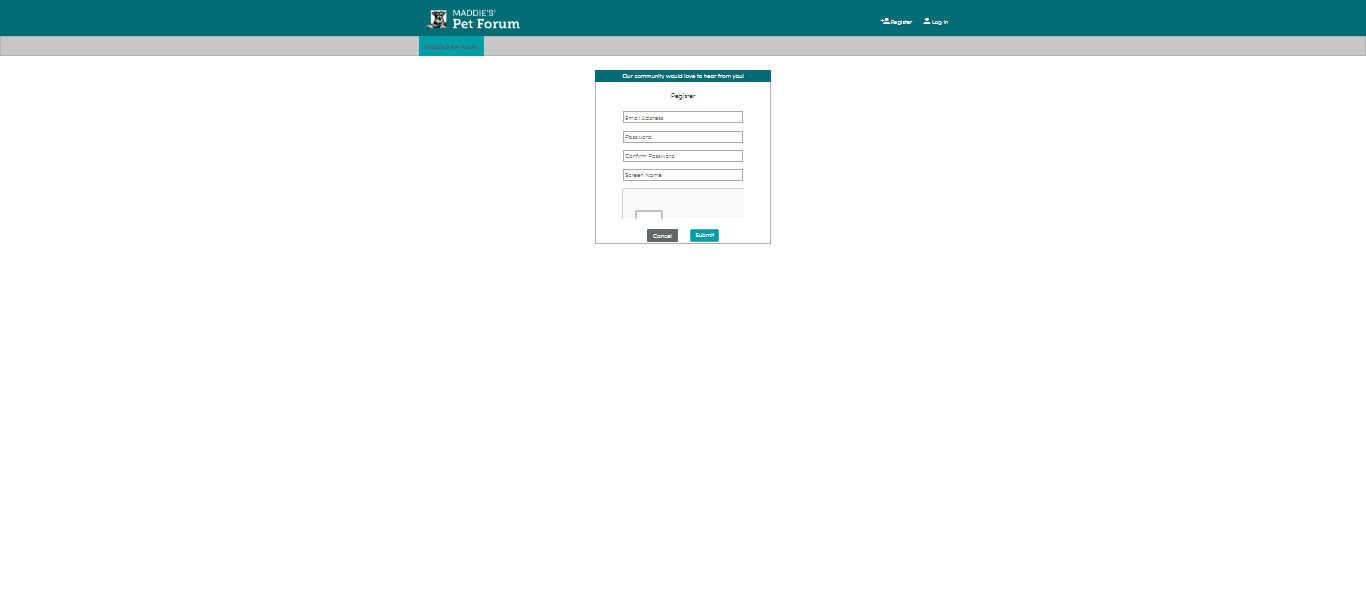 MADDIE'S®
Pet Forum
Register
Log In
Maddie's Pet Forum
Our community would love to hear from you!
Register
Email Address
Password
Confirm Password
Screen Name
Cancel
Submit